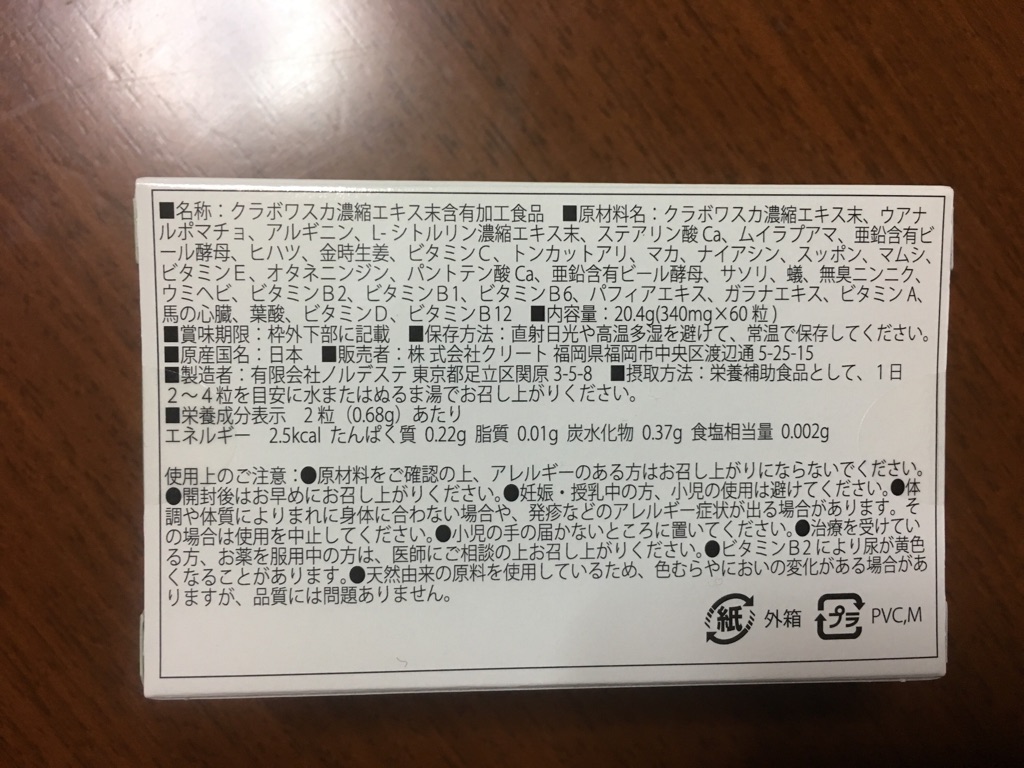 ■名称：クラボワスカ濃縮エキス末含有加工食品　■原材料名：クラボワスカ濃縮エキス末、ウアナ
ルポマチョ、アルギニン、L-シトルリン濃縮エキス末、ステアリン酸Ca、ムイラプアマ、亜鉛含有ビ
ール酵母、ヒハツ、金時生姜、ビタミンC、トンカットアリ、マカ、ナイアシン、スッポン、マムシ、
ビタミンE、オタネニンジン、パントテン酸Ca、亜鉛含有ビール酵母、サソリ、蟻、無臭ニンニク、
ウミヘビ、ビタミンB2、ビタミンB1、ビタミンB6、パフィアエキス、ガラナエキス、ビタミンA、
馬の心臓、葉酸、ビタミンD、ビタミンB12　■内容量：20.4g(340mg×60粒)
■賞味期限：枠外下部に記載　■保存方法：直射日光や高温多湿を避けて、常温で保存してください。
■原産国名：日本　■販売者：株式会社クリート 福岡県福岡市中央区渡辺通5-25-15
■製造者：有限会社ノルデステ 東京都足立区関原3-5-8　■摂取方法：栄養補助食品として、1日
2～4粒を目安に水またはぬるま湯でお召し上がりください。
■栄養成分表示　2粒（0.68g）あたり
エネルギー　2.5kcal たんぱく質 0.22g 脂質 0.01g 炭水化物 0.37g 食塩相当量 0.002g
使用上のご注意：●原材料をご確認の上、アレルギーのある方はお召し上がりにならないでください。
●開封後はお早めにお召し上がりください。●妊娠・授乳中の方、小児の使用は避けてください。●体
調や体質によりまれに身体に合わない場合や、発疹などのアレルギー症状が出る場合があります。そ
の場合は使用を中止してください。●小児の手の届かないところに置いてください。●治療を受けてい
る方、お薬を服用中の方は、医師にご相談の上お召し上がりください。●ビタミンB2により尿が黄色
くなることがあります。●天然由来の原料を使用しているため、色むらやにおいの変化がある場合があ
りますが、品質には問題ありません。
紙 外箱 プラ PVC,M